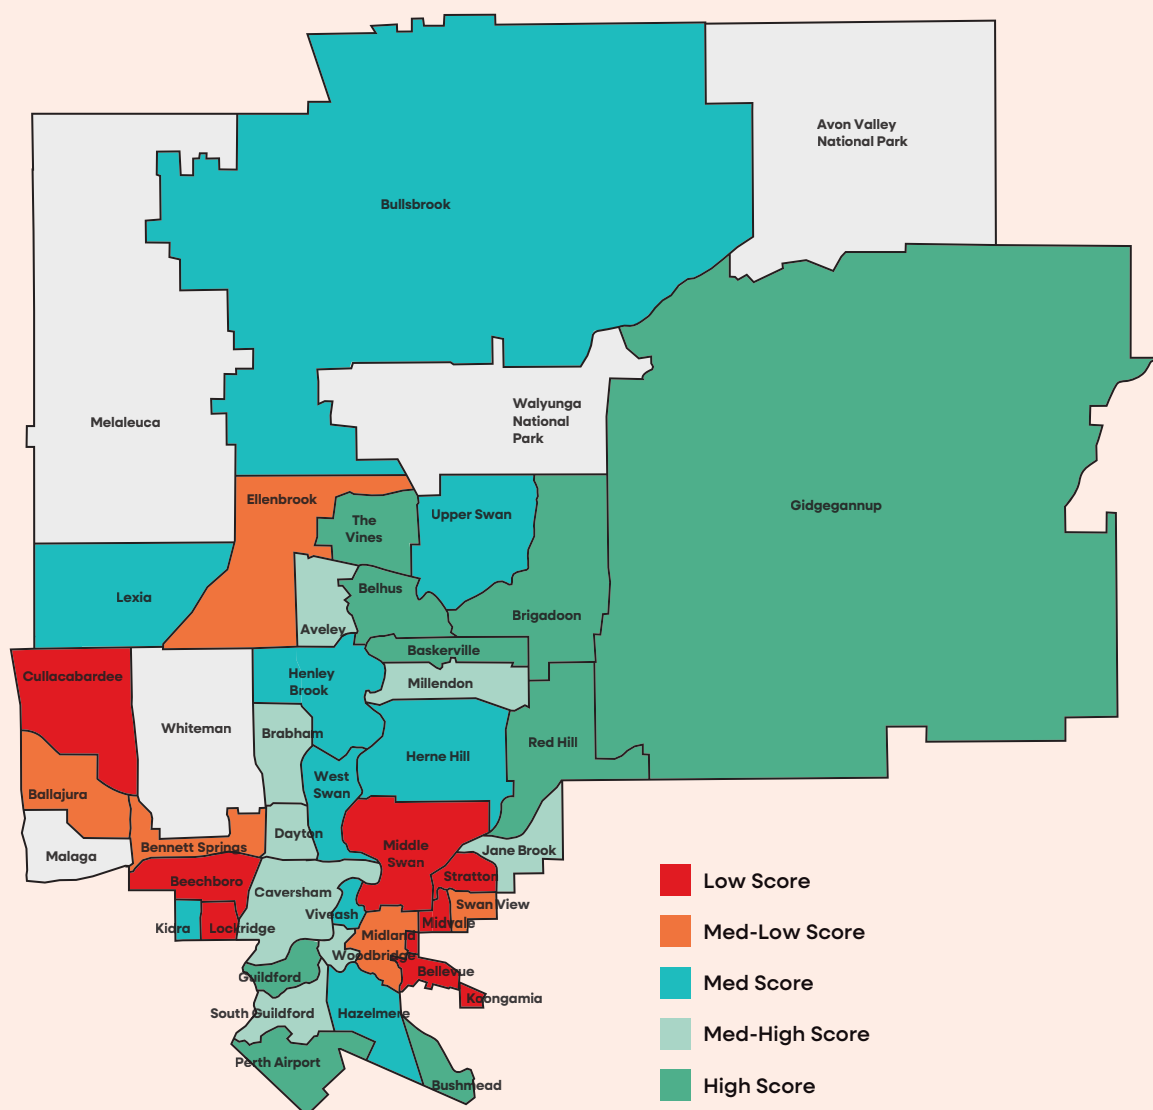 Avon Valley
National Park
Bullsbrook
Walyunga
National
Park
Melaleuca
Ellenbrook
Gidgegannup
The
Vines
Upper Swan
Belhus
Lexia
Brigadoon
Aveley
Baskerville
Cullacabardee
Henley
Brook
Millendon
Whiteman
Brabham
Red Hill
Herne Hill
West
Swan
Ballajura
Dayton
Bennett Springs
Middle
Swan
Jane Brook
Malaga
Stratton
Beechboro
Caversham
Swan View
Viveash
Midvale
Kiara
Lockridge
Midland
Woodbridge
Bellevue
Guildford
Koongamia
South Guildford
Hazelmere
Perth Airport
Bushmead
Low Score
Med-Low Score
Med Score
Med-High Score
High Score